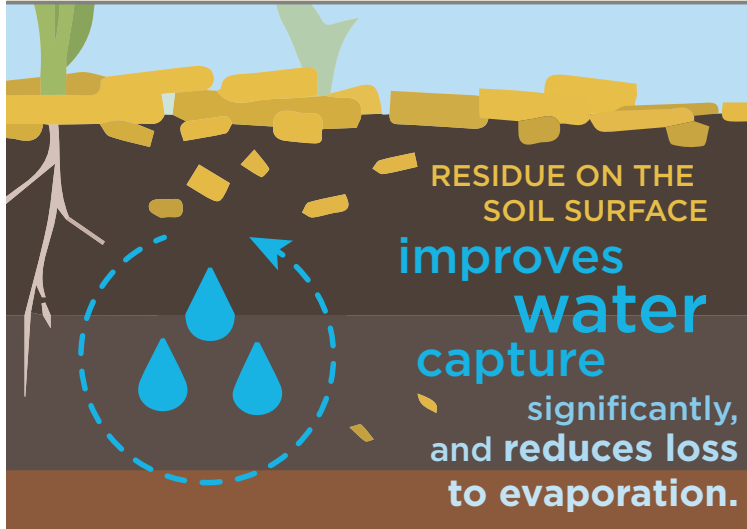 RESIDUE ON THE
SOIL SURFACE
improves
water
capture
significantly,
and reduces loss
to evaporation.